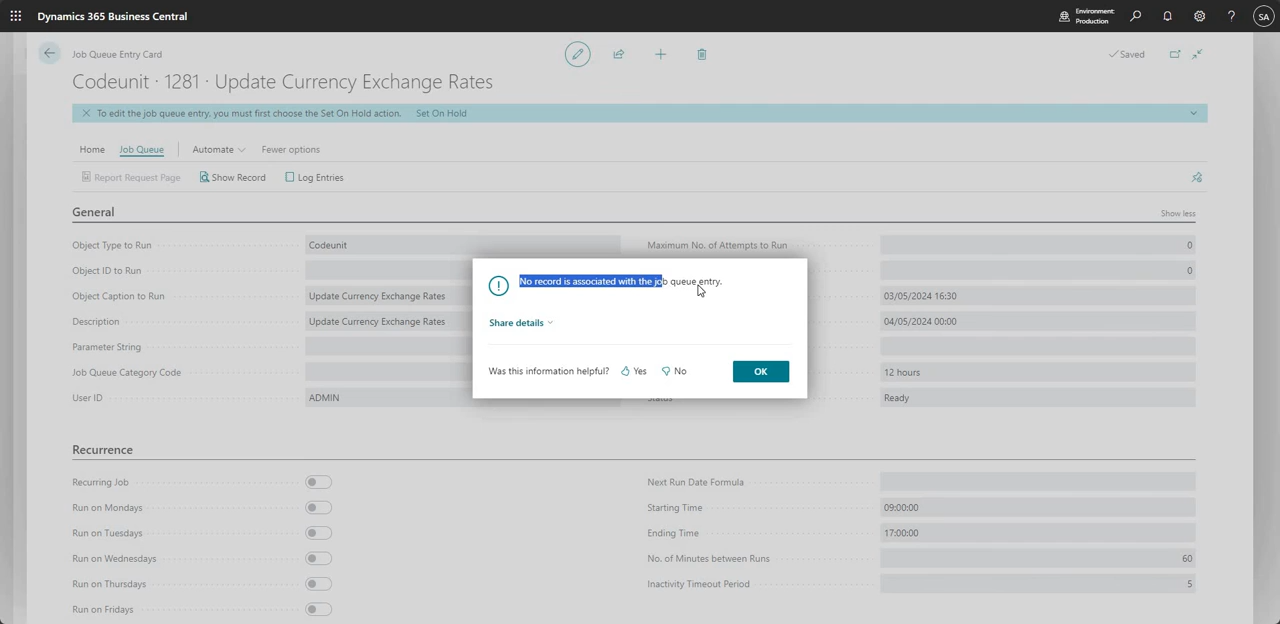 Dynamics 365 Business Central
Environment:
Production
?
SA
Job Queue Entry Card
Saved
Codeunit · 1281 · Update Currency Exchange Rates
To edit the job queue entry, you must first choose the Set On Hold action. Set On Hold
Home Job Queue Automate Fewer options
Report Request Page Show Record Log Entries
General Show less
Object Type to Run Codeunit Maximum No. of Attempts to Run 0
Object ID to Run 0
Object Caption to Run Update Currency Exchange Rates 03/05/2024 16:30
Description Update Currency Exchange Rates 04/05/2024 00:00
Parameter String
Job Queue Category Code 12 hours
User ID ADMIN Status Ready
No record is associated with the job queue entry.
Share details
Was this information helpful? Yes No OK
Recurrence
Recurring Job Next Run Date Formula
Run on Mondays Starting Time 09:00:00
Run on Tuesdays Ending Time 17:00:00
Run on Wednesdays No. of Minutes between Runs 60
Run on Thursdays Inactivity Timeout Period 5
Run on Fridays